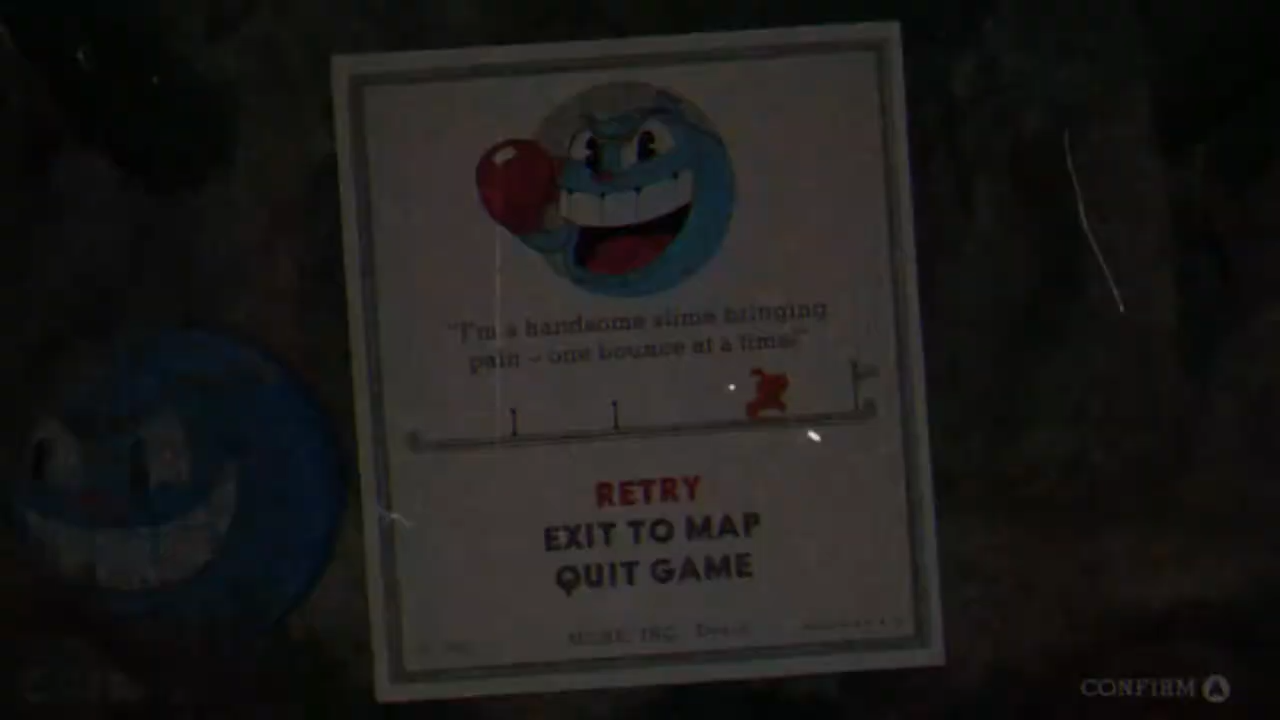 "I'm a handsome slime bringing
pain – one bounce at a time!"
RETRY
EXIT TO MAP
QUIT GAME
CONFIRM A